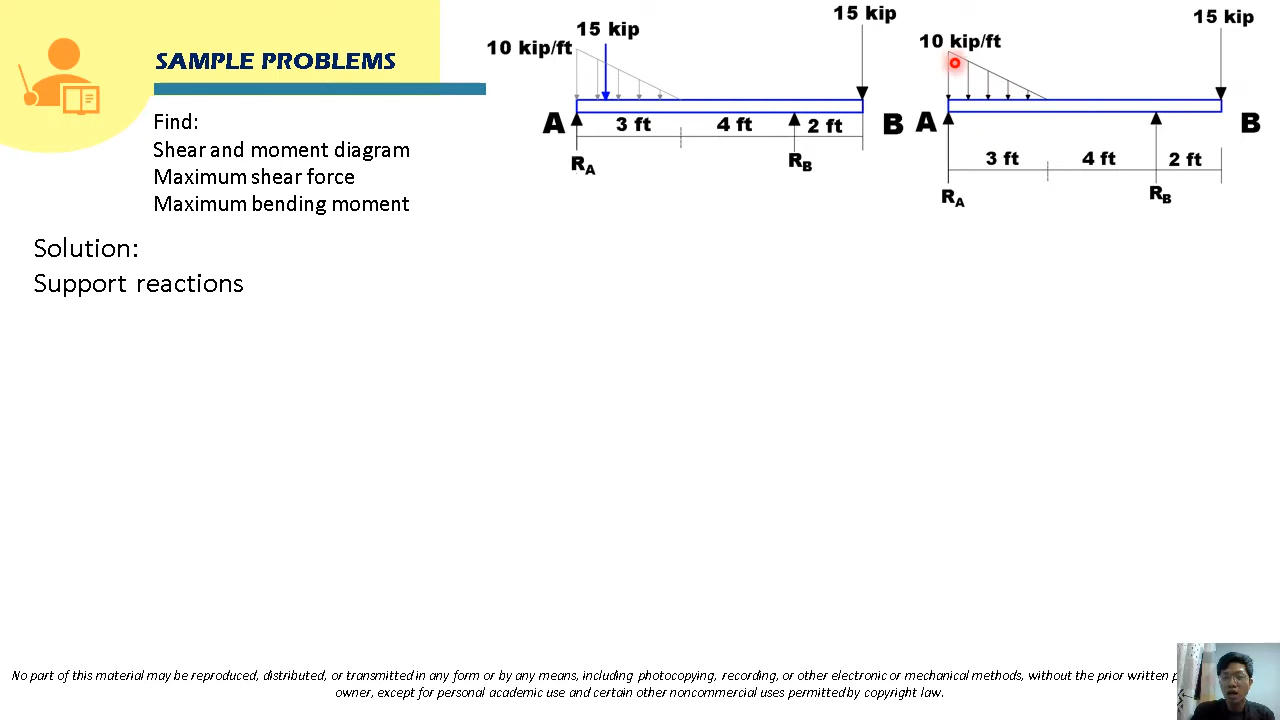 SAMPLE PROBLEMS
Find:
Shear and moment diagram
Maximum shear force
Maximum bending moment
Solution:
Support reactions
15 kip
15 kip
10 kip/ft
A
3 ft
4 ft
2 ft
B
RA
RB
15 kip
10 kip/ft
A
B
3 ft
4 ft
2 ft
RA
RB
No part of this material may be reproduced, distributed, or transmitted in any form or by any means, including photocopying, recording, or other electronic or mechanical methods, without the prior written
owner, except for personal academic use and certain other noncommercial uses permitted by copyright law.